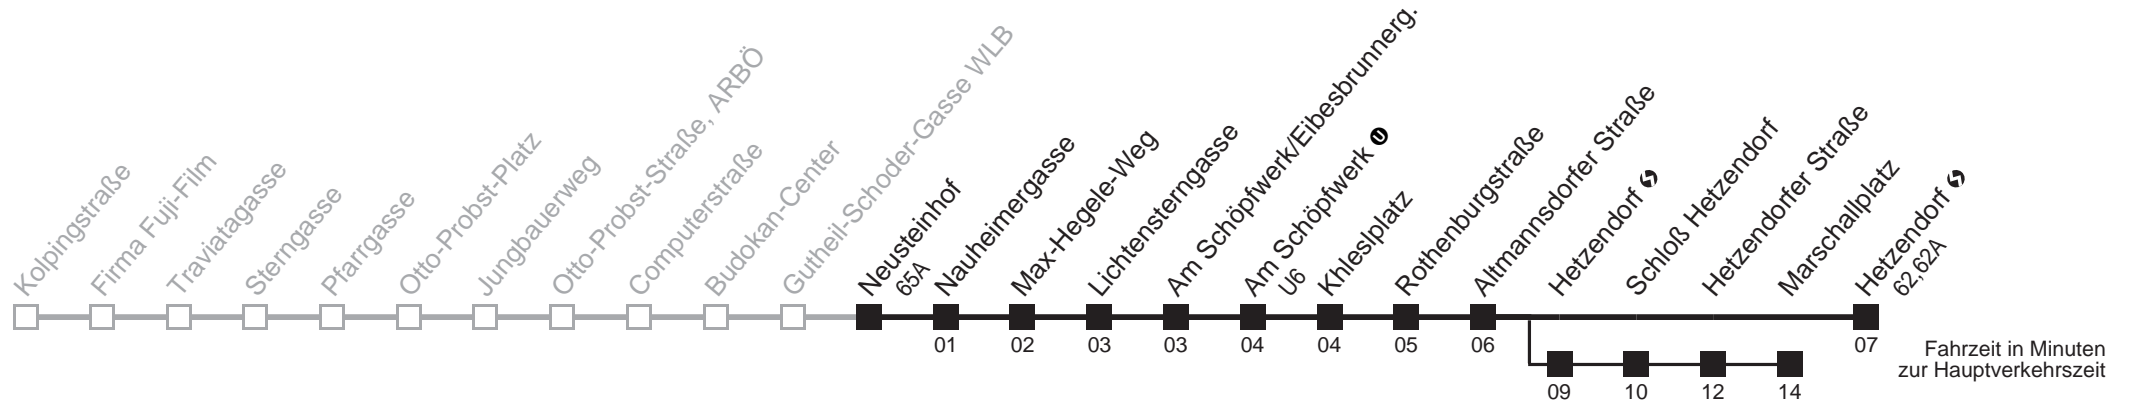 Kolpingstraße
Firma Fuji-Film
Traviatagasse
Sterngasse
Pfarrgasse
Otto-Probst-Platz
Jungbauerweg
Otto-Probst-Straße, ARBÖ
Computerstraße
Budokan-Center
Gutheil-Schoder-Gasse WLB
Neusteinhof
65A
Nauheimergasse
Max-Hegele-Weg
Lichtensterngasse
Am Schöpfwerk/Eibesbrunnerg.
Am Schöpfwerk U
U6
Khleslplatz
Rothenburgstraße
Altmannsdorfer Straße
Hetzendorf S
Schloß Hetzendorf
Hetzendorfer Straße
Marschallplatz
Hetzendorf S
62,62A
01
02
03
03
04
04
05
06
07
09
10
12
14
Fahrzeit in Minuten
zur Hauptverkehrszeit